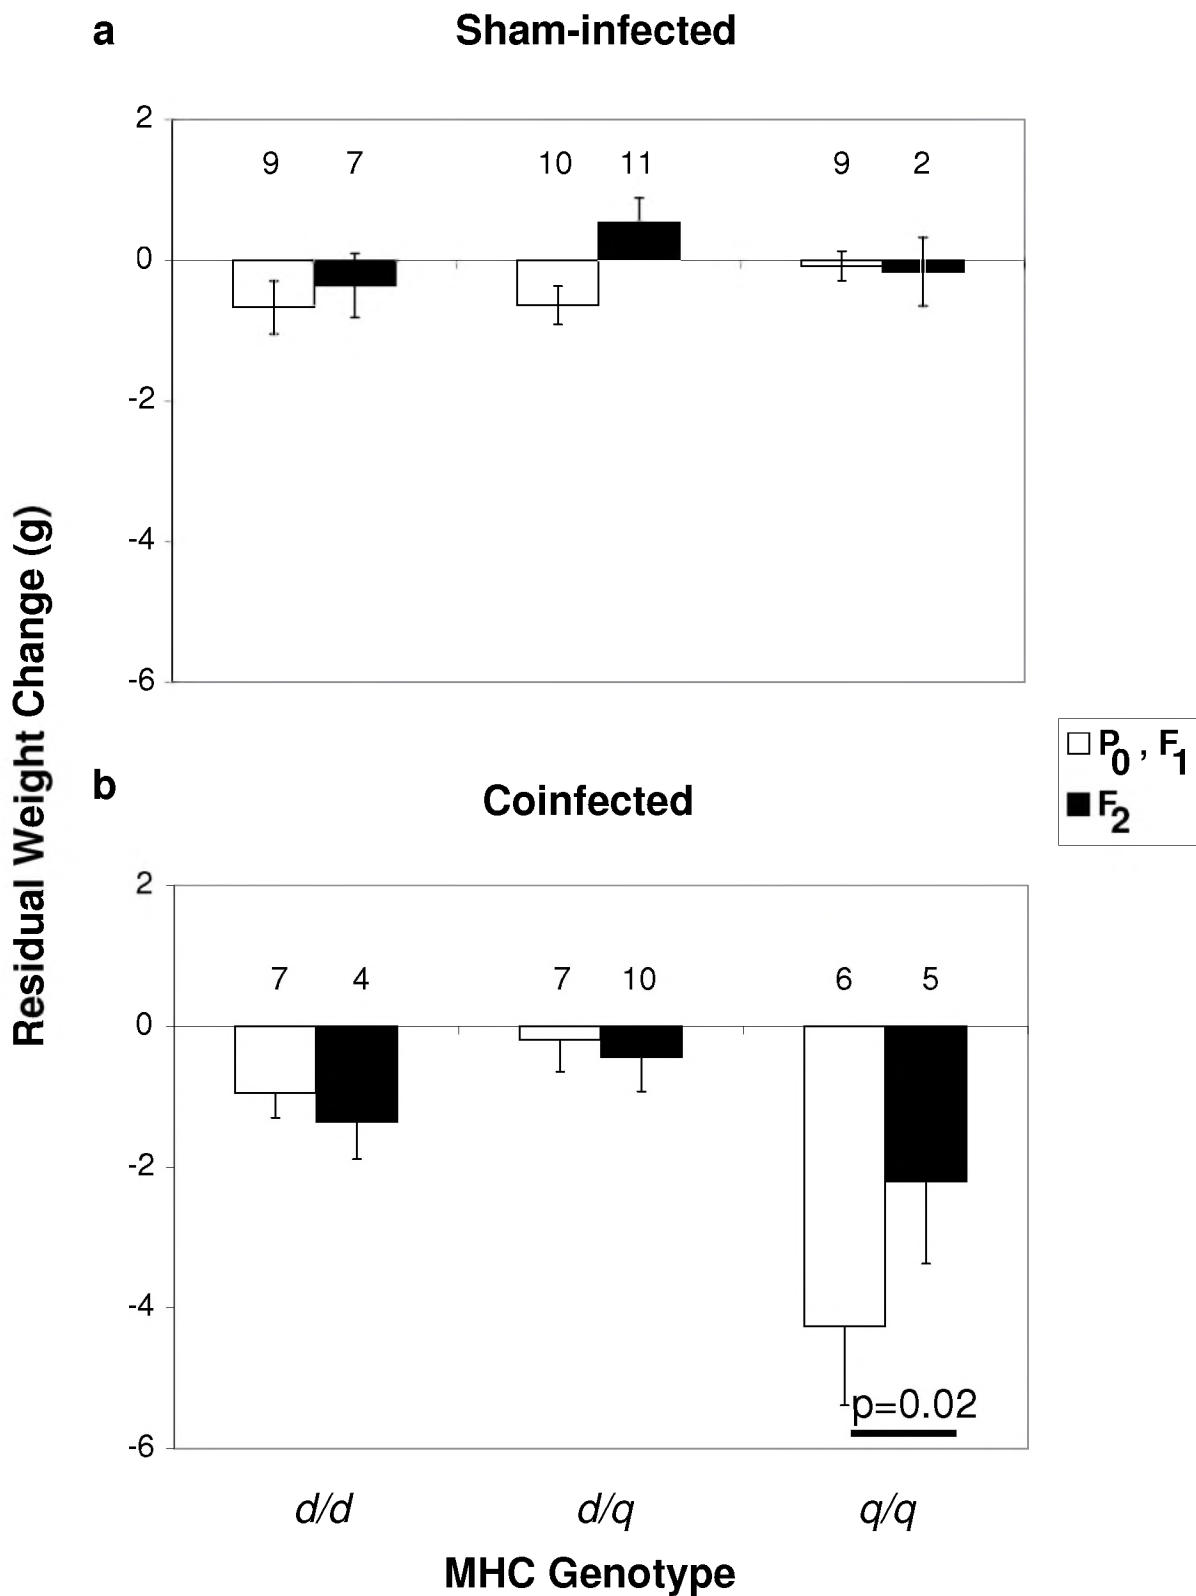 a
Sham-infected
2
9 7 10 11 9 2
0
-2
-4
-6
Residual Weight Change (g)
P0 , F1
F2
b
Coinfected
2
7 4 7 10 6 5
0
-2
-4
p=0.02
-6
d/d d/q q/q
MHC Genotype